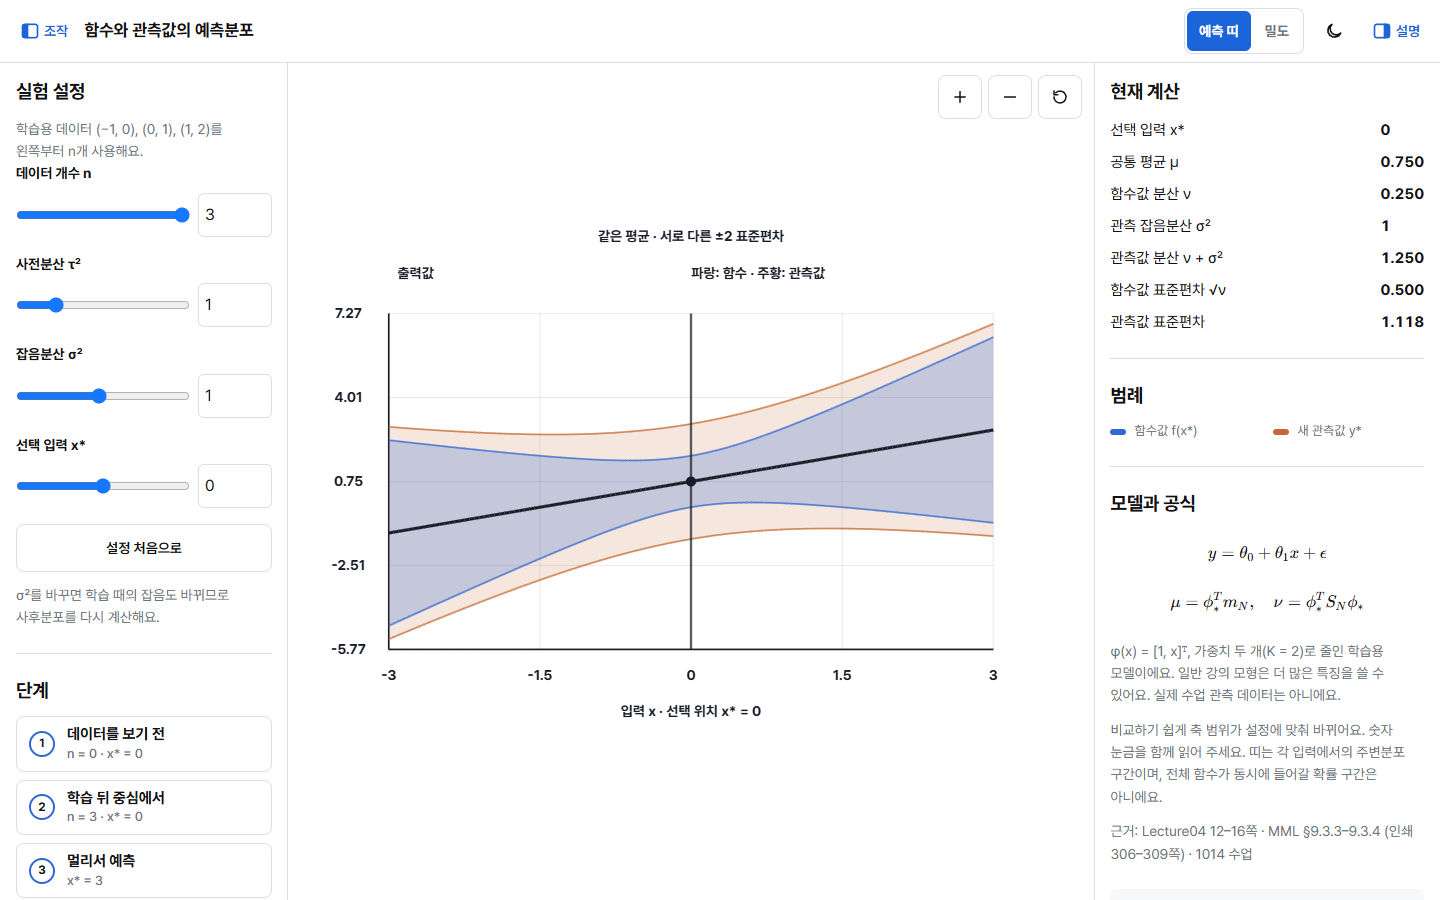 조작
함수와 관측값의 예측분포
예측 띠
밀도
설명
실험 설정
학습용 데이터 (−1, 0), (0, 1), (1, 2)를
왼쪽부터 n개 사용해요.
데이터 개수 n
3
사전분산 τ²
1
잡음분산 σ²
1
선택 입력 x*
0
설정 처음으로
σ²를 바꾸면 학습 때의 잡음도 바뀌므로
사후분포를 다시 계산해요.
단계
1
데이터를 보기 전
n = 0 · x* = 0
2
학습 뒤 중심에서
n = 3 · x* = 0
3
멀리서 예측
x* = 3
같은 평균 · 서로 다른 ±2 표준편차
출력값
파랑: 함수 · 주황: 관측값
7.27
4.01
0.75
-2.51
-5.77
-3
-1.5
0
1.5
3
입력 x · 선택 위치 x* = 0
현재 계산
선택 입력 x* 0
공통 평균 μ 0.750
함수값 분산 ν 0.250
관측 잡음분산 σ² 1
관측값 분산 ν + σ² 1.250
함수값 표준편차 √ν 0.500
관측값 표준편차 1.118
범례
함수값 f(x*)
새 관측값 y*
모델과 공식
y = θ₀ + θ₁x + ϵ
μ = ϕ*ᵀm_N, ν = ϕ*ᵀS_Nϕ*
φ(x) = [1, x]ᵀ, 가중치 두 개(K = 2)로 줄인 학습용
모델이에요. 일반 강의 모형은 더 많은 특징을 쓸 수
있어요. 실제 수업 관측 데이터는 아니에요.
비교하기 쉽게 축 범위가 설정에 맞춰 바뀌어요. 숫자
눈금을 함께 읽어 주세요. 띠는 각 입력에서의 주변분포
구간이며, 전체 함수가 동시에 들어갈 확률 구간은
아니에요.
근거: Lecture04 12–16쪽 · MML §9.3.3–9.3.4 (인쇄
306–309쪽) · 1014 수업